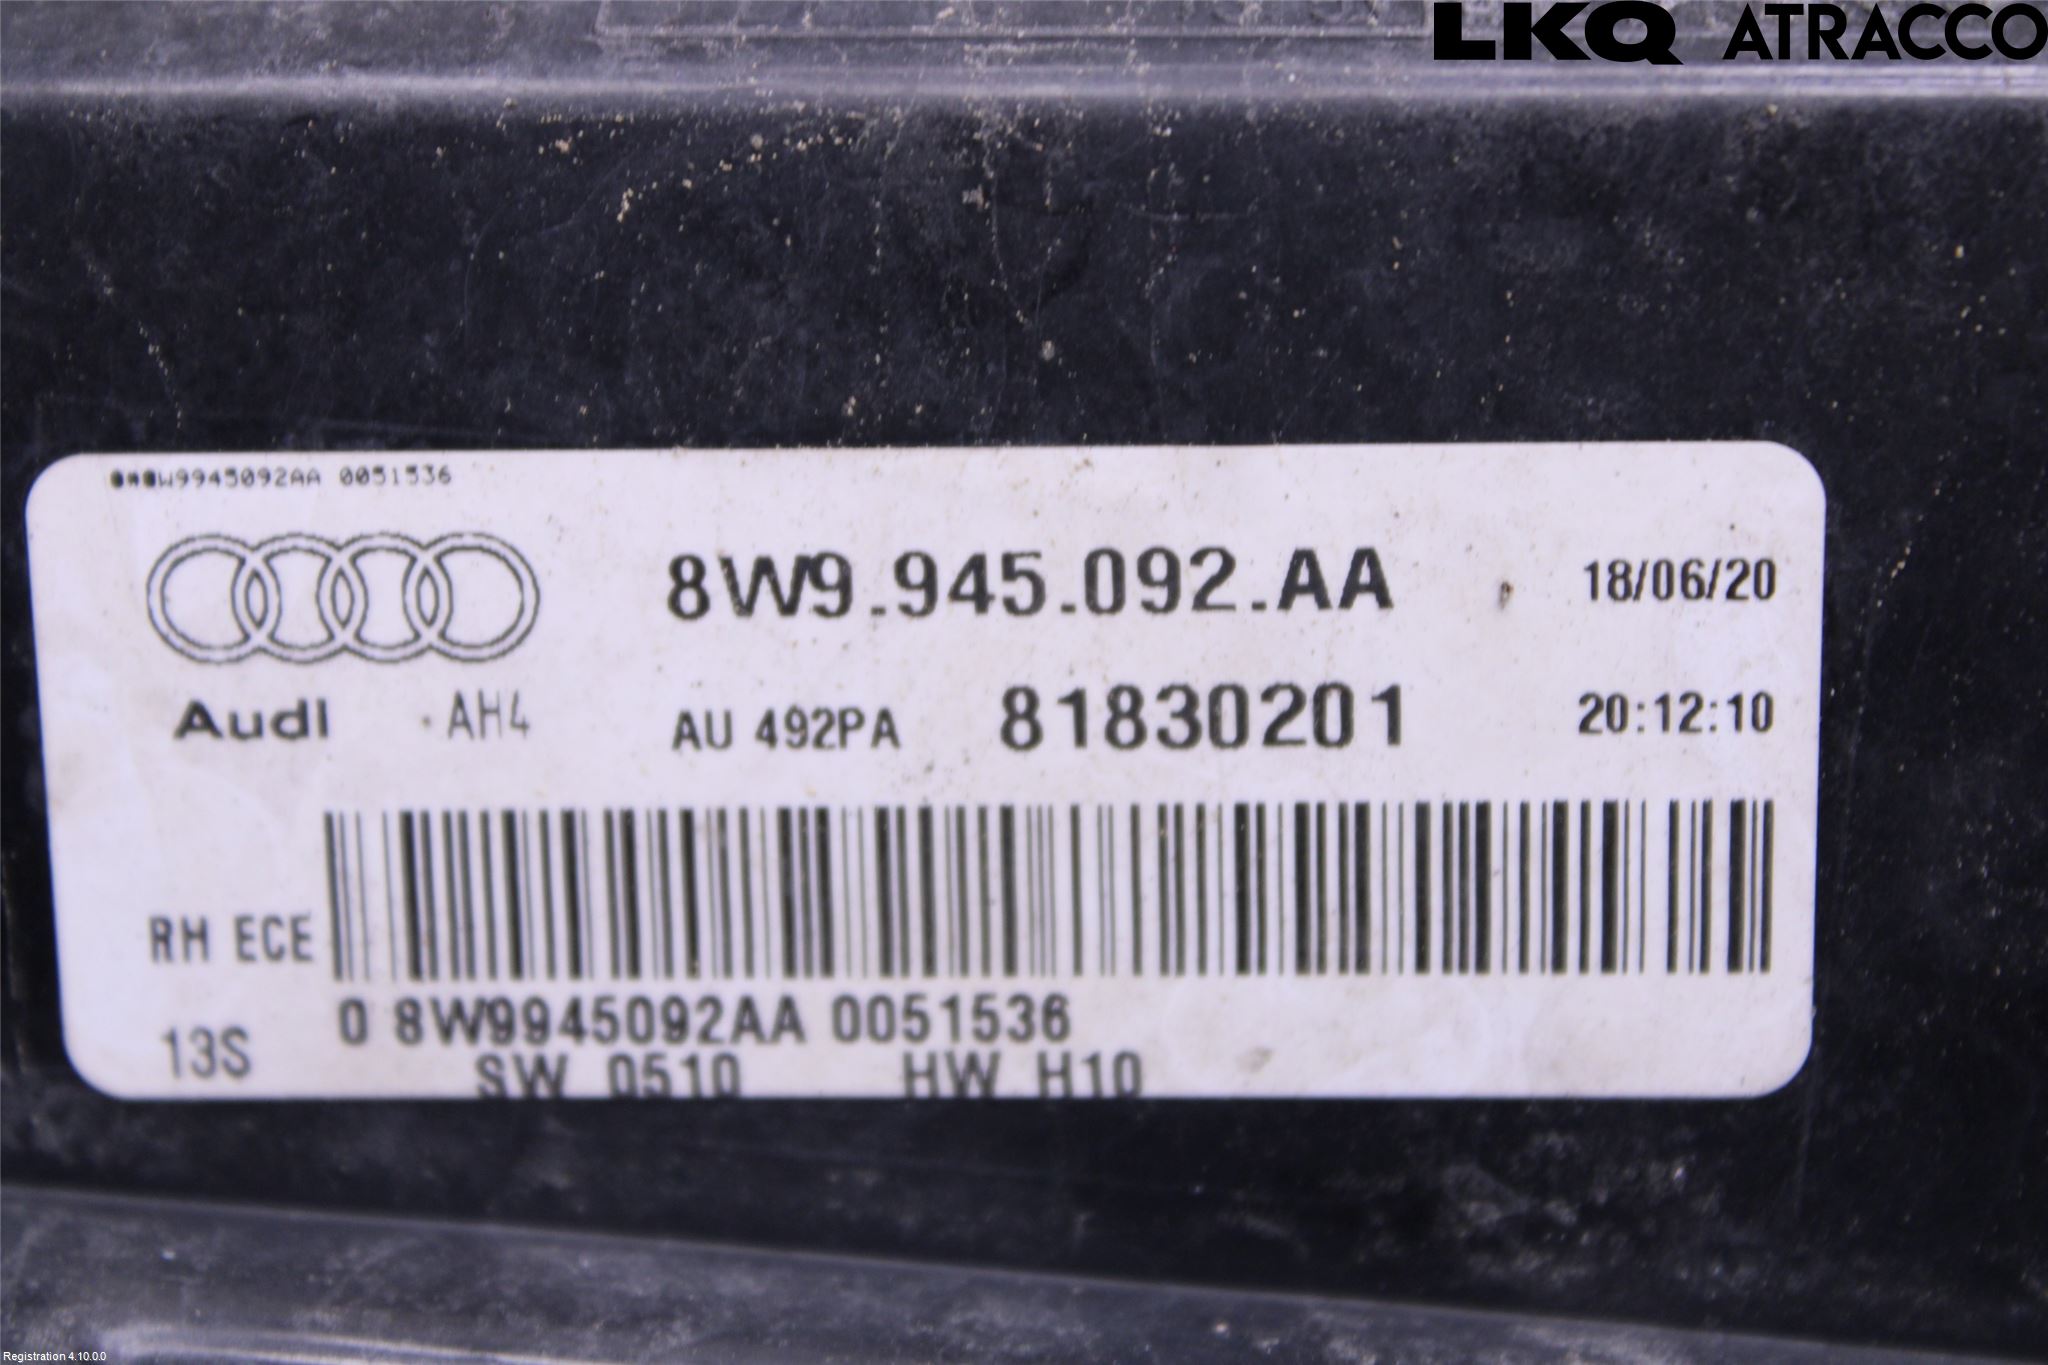 LKQ ATRACCO
W9945092AA 0051536
8W9.945.092.AA 18/06/20
Audi AH4 AU 492PA 81830201 20:12:10
RH ECE
0 8W9945092AA 0051536
13S
SW 0510 HW H10
Registration 4.10.0.0